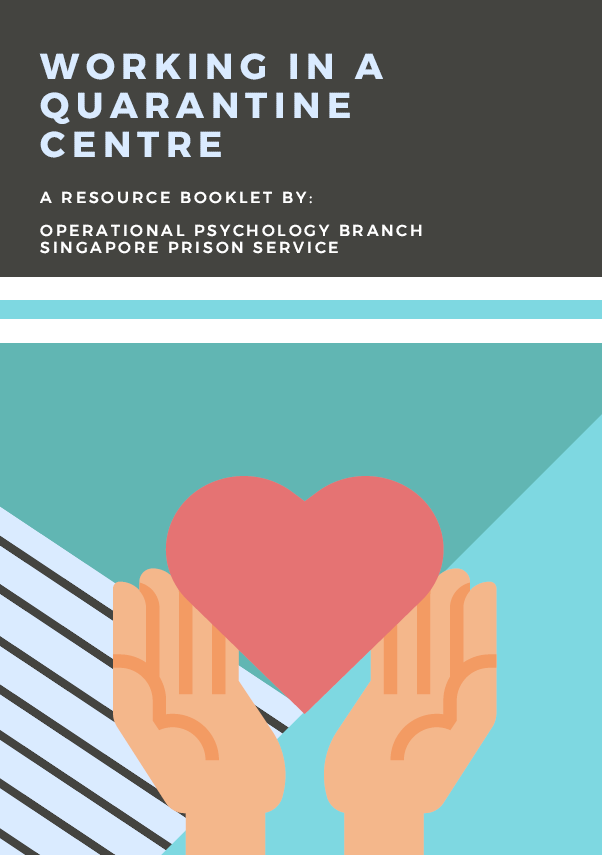 WORKING IN A
QUARANTINE
CENTRE
A RESOURCE BOOKLET BY:
OPERATIONAL PSYCHOLOGY BRANCH
SINGAPORE PRISON SERVICE